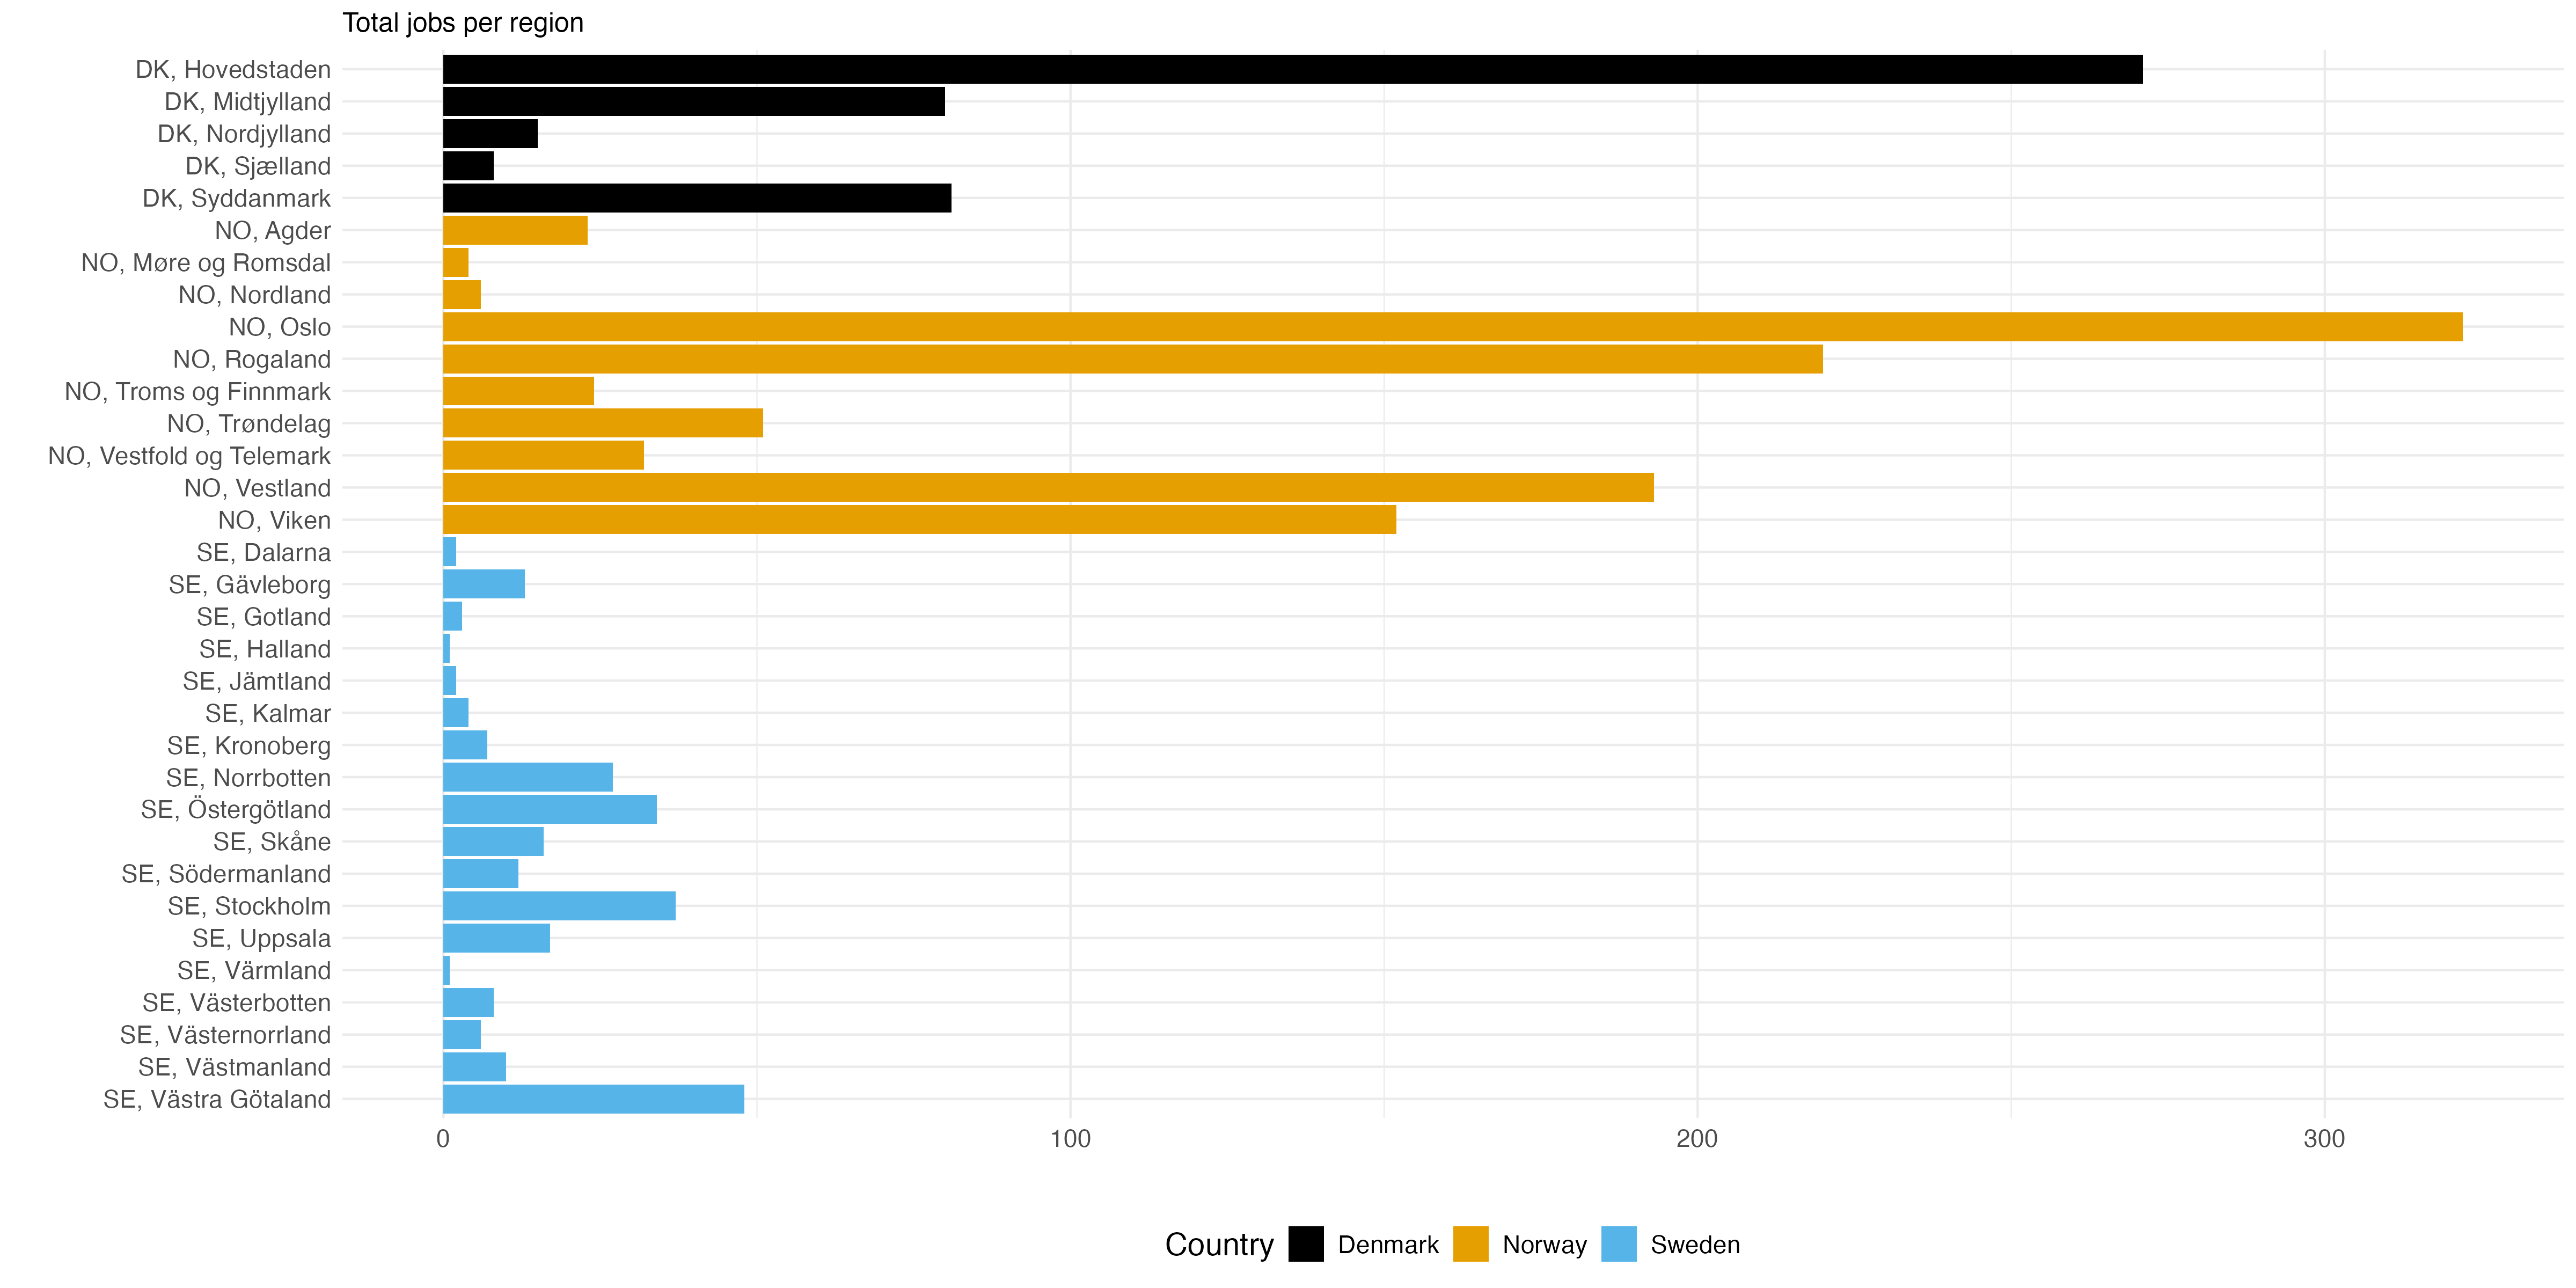 Total jobs per region
DK, Hovedstaden
DK, Midtjylland
DK, Nordjylland
DK, Sjælland
DK, Syddanmark
NO, Agder
NO, Møre og Romsdal
NO, Nordland
NO, Oslo
NO, Rogaland
NO, Troms og Finnmark
NO, Trøndelag
NO, Vestfold og Telemark
NO, Vestland
NO, Viken
SE, Dalarna
SE, Gävleborg
SE, Gotland
SE, Halland
SE, Jämtland
SE, Kalmar
SE, Kronoberg
SE, Norrbotten
SE, Östergötland
SE, Skåne
SE, Södermanland
SE, Stockholm
SE, Uppsala
SE, Värmland
SE, Västerbotten
SE, Västernorrland
SE, Västmanland
SE, Västra Götaland
0 100 200 300
Country Denmark Norway Sweden